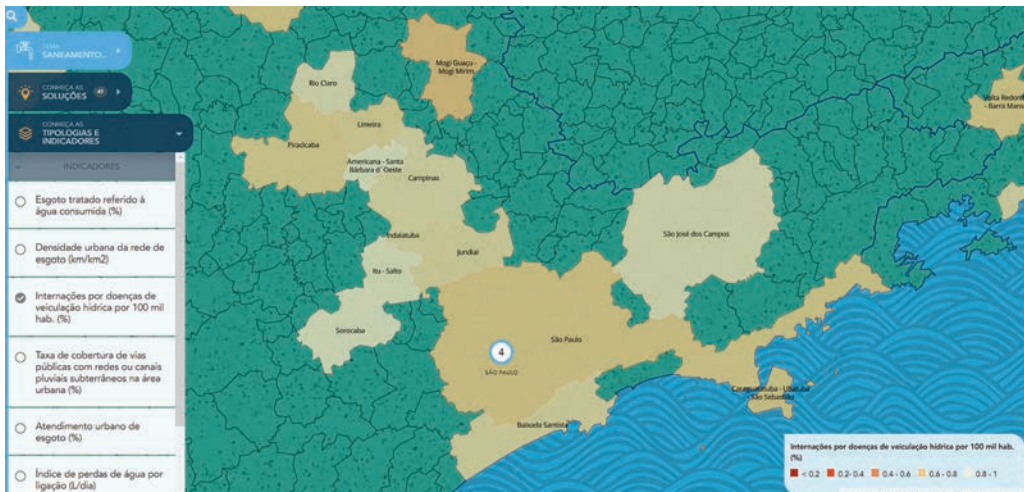 TEMA
SANEAMENTO...
CONHEÇA AS
SOLUÇÕES 41
CONHEÇA AS
TIPOLOGIAS E
INDICADORES
INDICADORES
Esgoto tratado referido à
água consumida (%)
Densidade urbana da rede de
esgoto (km/km2)
Internações por doenças de
veiculação hídrica por 100 mil
hab. (%)
Taxa de cobertura de vias
públicas com redes ou canais
pluviais subterrâneos na área
urbana (%)
Atendimento urbano de
esgoto (%)
Índice de perdas de água por
ligação (L/dia)
Mogi Guaçu -
Mogi Mirim
Rio Claro
Volta Redonda
- Barra Mansa
Limeira
Piracicaba
Americana - Santa
Bárbara d´Oeste
Campinas
São José dos Campos
Indaiatuba
Jundiaí
Itu - Salto
Sorocaba
São Paulo
4
SÃO PAULO
Caraguatatuba - Ubatuba
- São Sebastião
Baixada Santista
Internações por doenças de veiculação hídrica por 100 mil hab.
(%)
< 0.2 0.2- 0.4 0.4 - 0.6 0.6 - 0.8 0.8 - 1